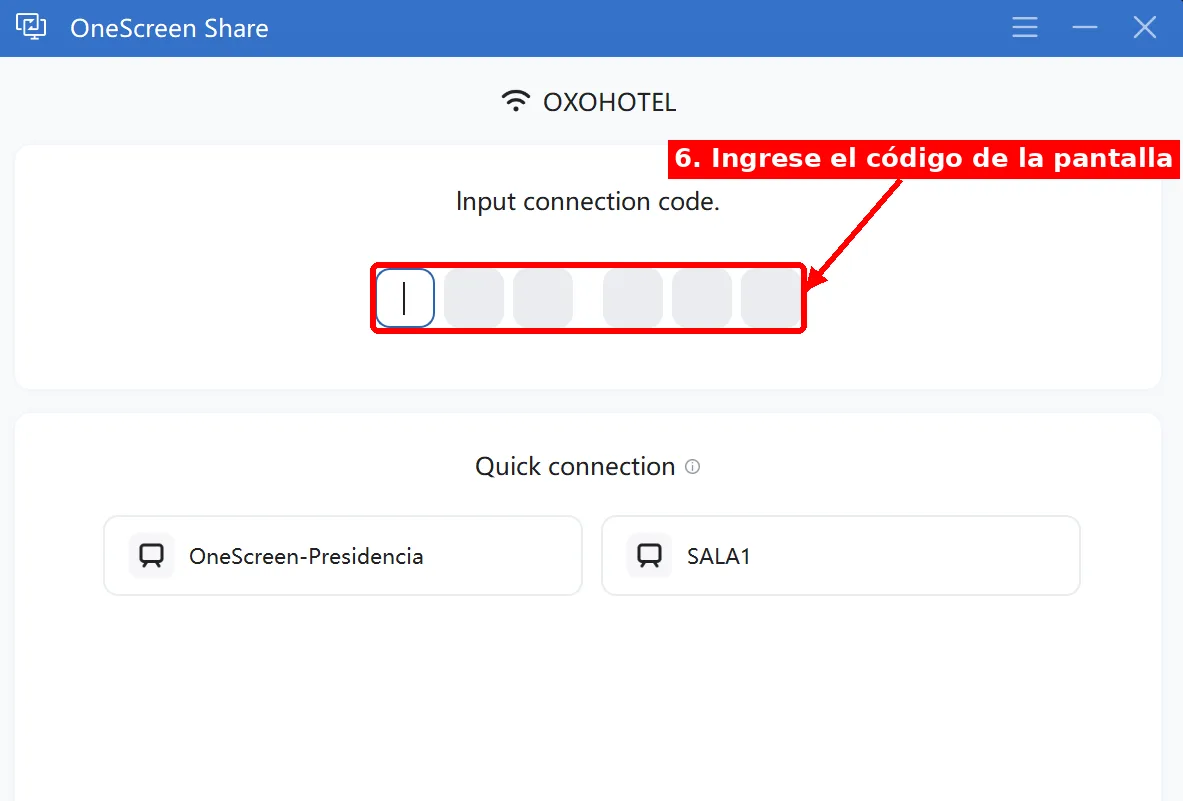 OneScreen Share
OXOHOTEL
6. Ingrese el código de la pantalla
Input connection code.
Quick connection
OneScreen-Presidencia
SALA1